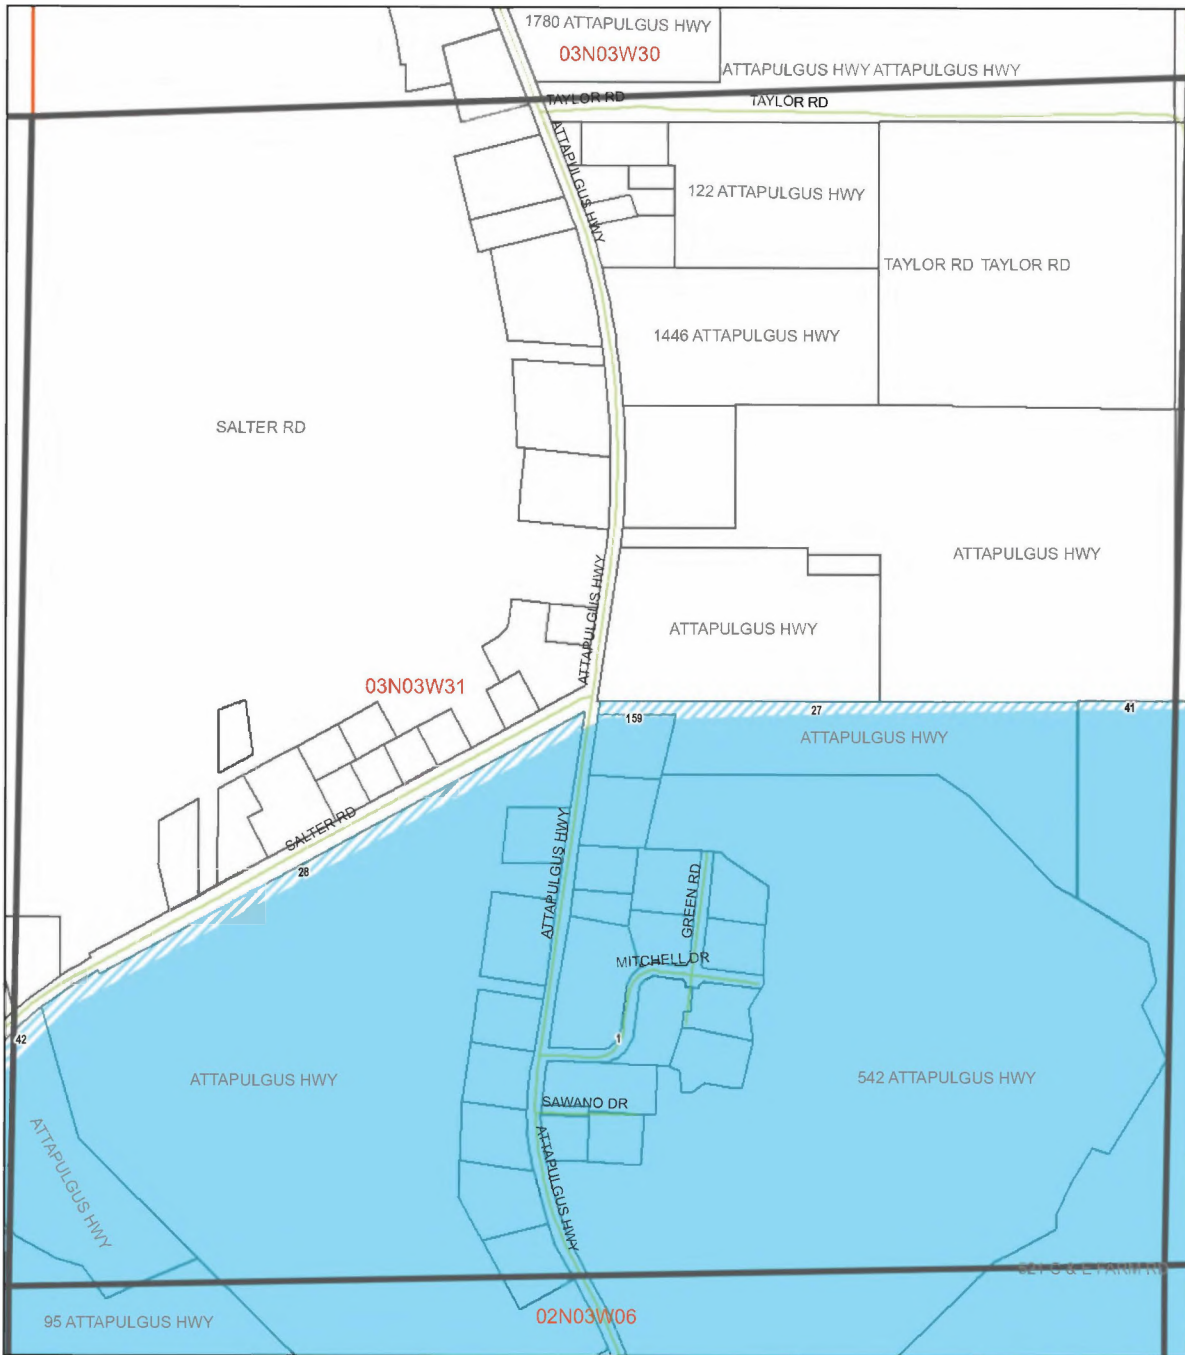 1780 ATTAPULGUS HWY
03N03W30
ATTAPULGUS HWY ATTAPULGUS HWY
TAYLOR RD
TAYLOR RD
ATTAPULGUS HWY
122 ATTAPULGUS HWY
TAYLOR RD TAYLOR RD
1446 ATTAPULGUS HWY
SALTER RD
ATTAPULGUS HWY
ATTAPULGUS HWY
ATTAPULGUS HWY
03N03W31
159
27
41
ATTAPULGUS HWY
SALTER RD
28
ATTAPULGUS HWY
GREEN RD
MITCHELL DR
42
1
ATTAPULGUS HWY
542 ATTAPULGUS HWY
SAWANO DR
ATTAPULGUS HWY
ATTAPULGUS HWY
521 C & E FARM RD
95 ATTAPULGUS HWY
02N03W06